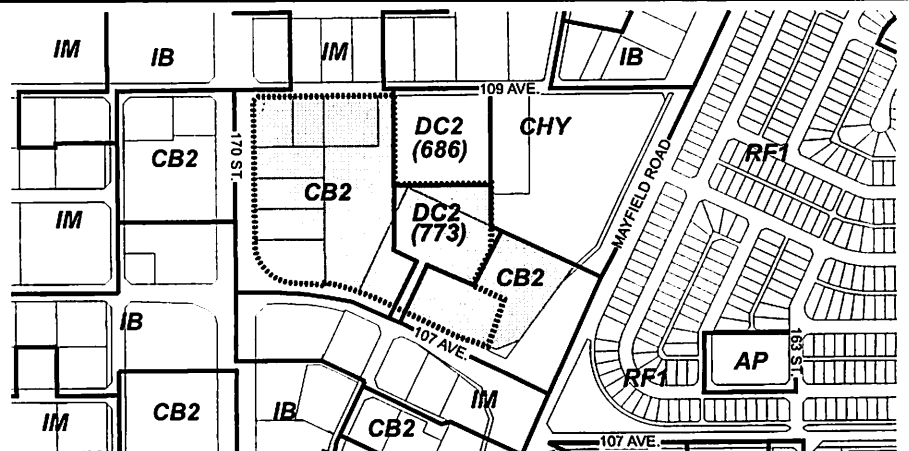 IM
IB
IM
IB
109 AVE.
CB2
170 ST.
DC2
(686)
CHY
RF1
CB2
MAYFIELD ROAD
IM
DC2
(773)
CB2
IB
107 AVE.
163 ST.
AP
RF1
IM
CB2
IB
IM
CB2
107 AVE.